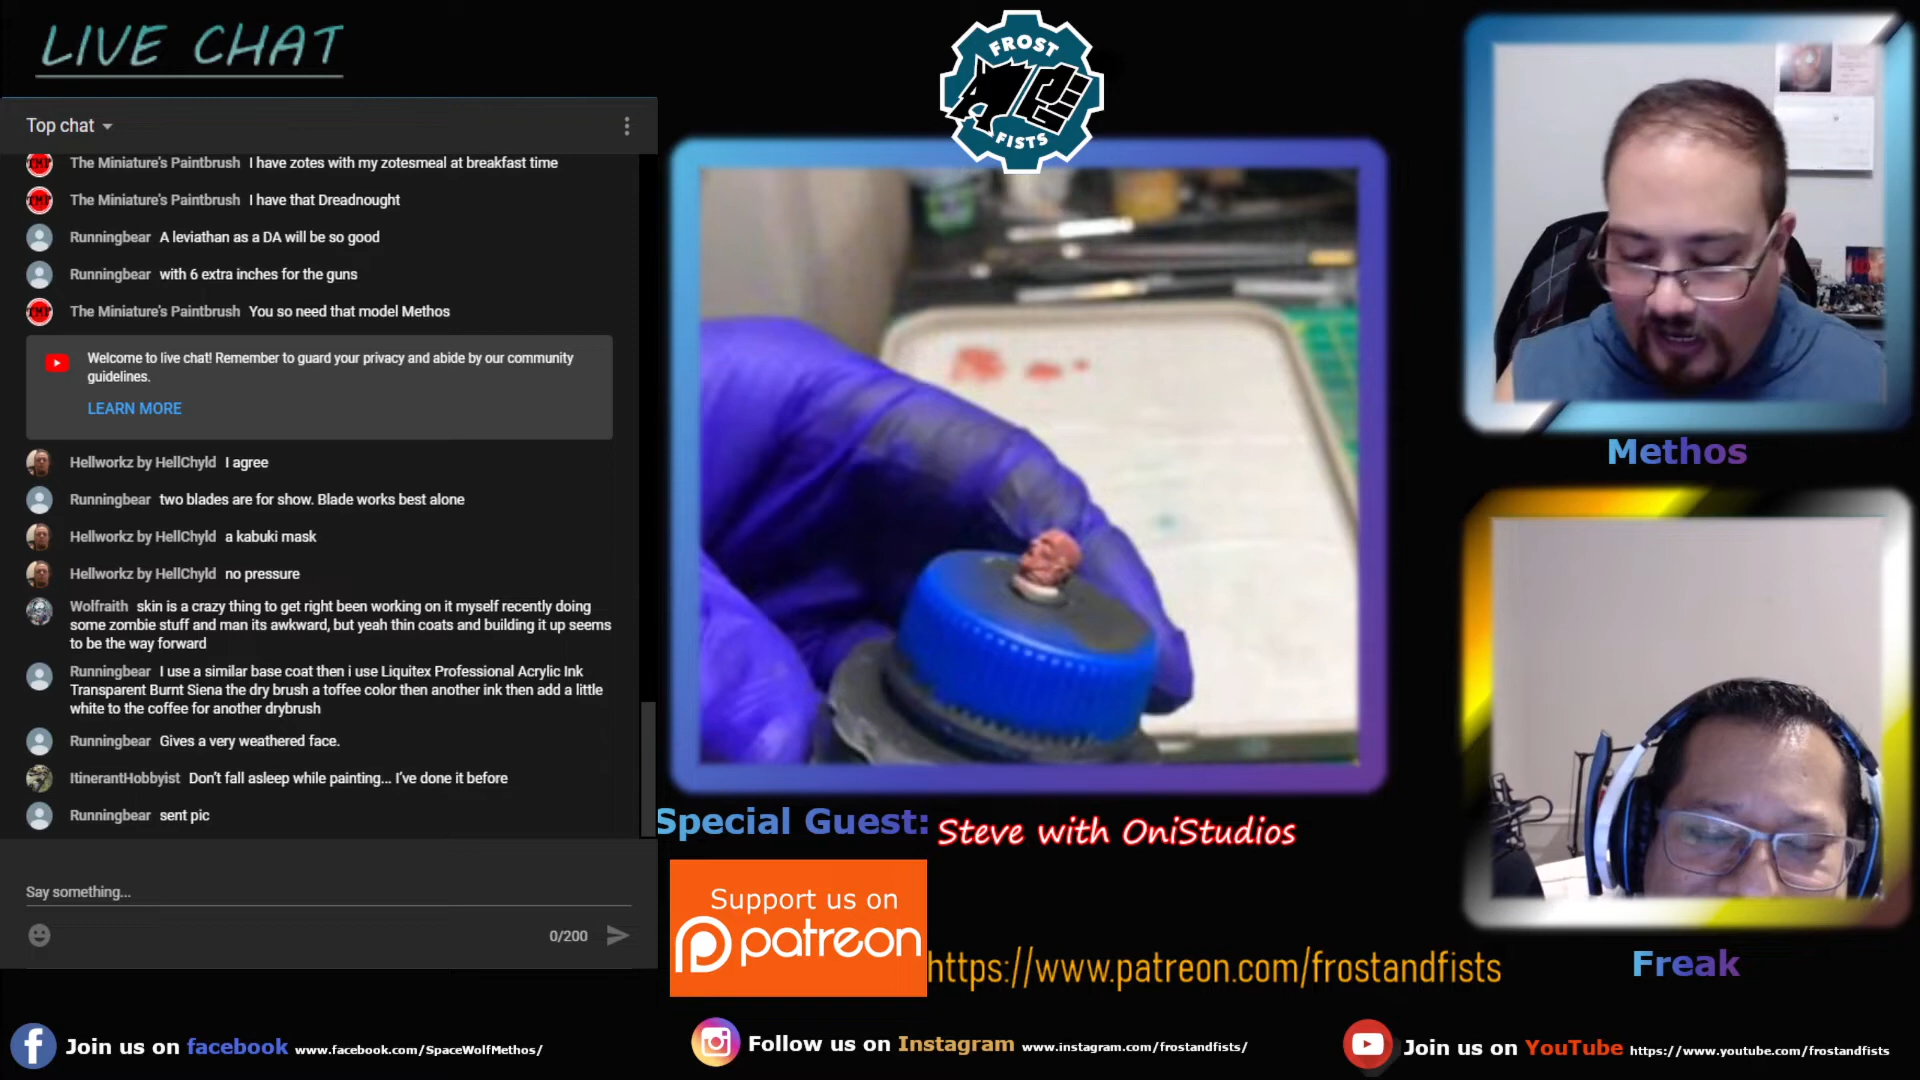 LIVE CHAT
Top chat
The Miniature's Paintbrush I have zotes with my zotesmeal at breakfast time
The Miniature's Paintbrush I have that Dreadnought
Runningbear A leviathan as a DA will be so good
Runningbear with 6 extra inches for the guns
The Miniature's Paintbrush You so need that model Methos
Welcome to live chat! Remember to guard your privacy and abide by our community
guidelines.
LEARN MORE
Hellworkz by HellChyld I agree
Runningbear two blades are for show. Blade works best alone
Hellworkz by HellChyld a kabuki mask
Hellworkz by HellChyld no pressure
Wolfraith skin is a crazy thing to get right been working on it myself recently doing
some zombie stuff and man its awkward, but yeah thin coats and building it up seems
to be the way forward
Runningbear I use a similar base coat then i use Liquitex Professional Acrylic Ink
Transparent Burnt Siena the dry brush a toffee color then another ink then add a little
white to the coffee for another drybrush
Runningbear Gives a very weathered face.
ItinerantHobbyist Don't fall asleep while painting... I've done it before
Runningbear sent pic
Say something...
0/200
FROST
FISTS
Methos
Special Guest: Steve with OniStudios
Support us on
patreon
https://www.patreon.com/frostandfists
Freak
Join us on facebook www.facebook.com/SpaceWolfMethos/
Follow us on Instagram www.instagram.com/frostandfists/
Join us on YouTube https://www.youtube.com/frostandfists